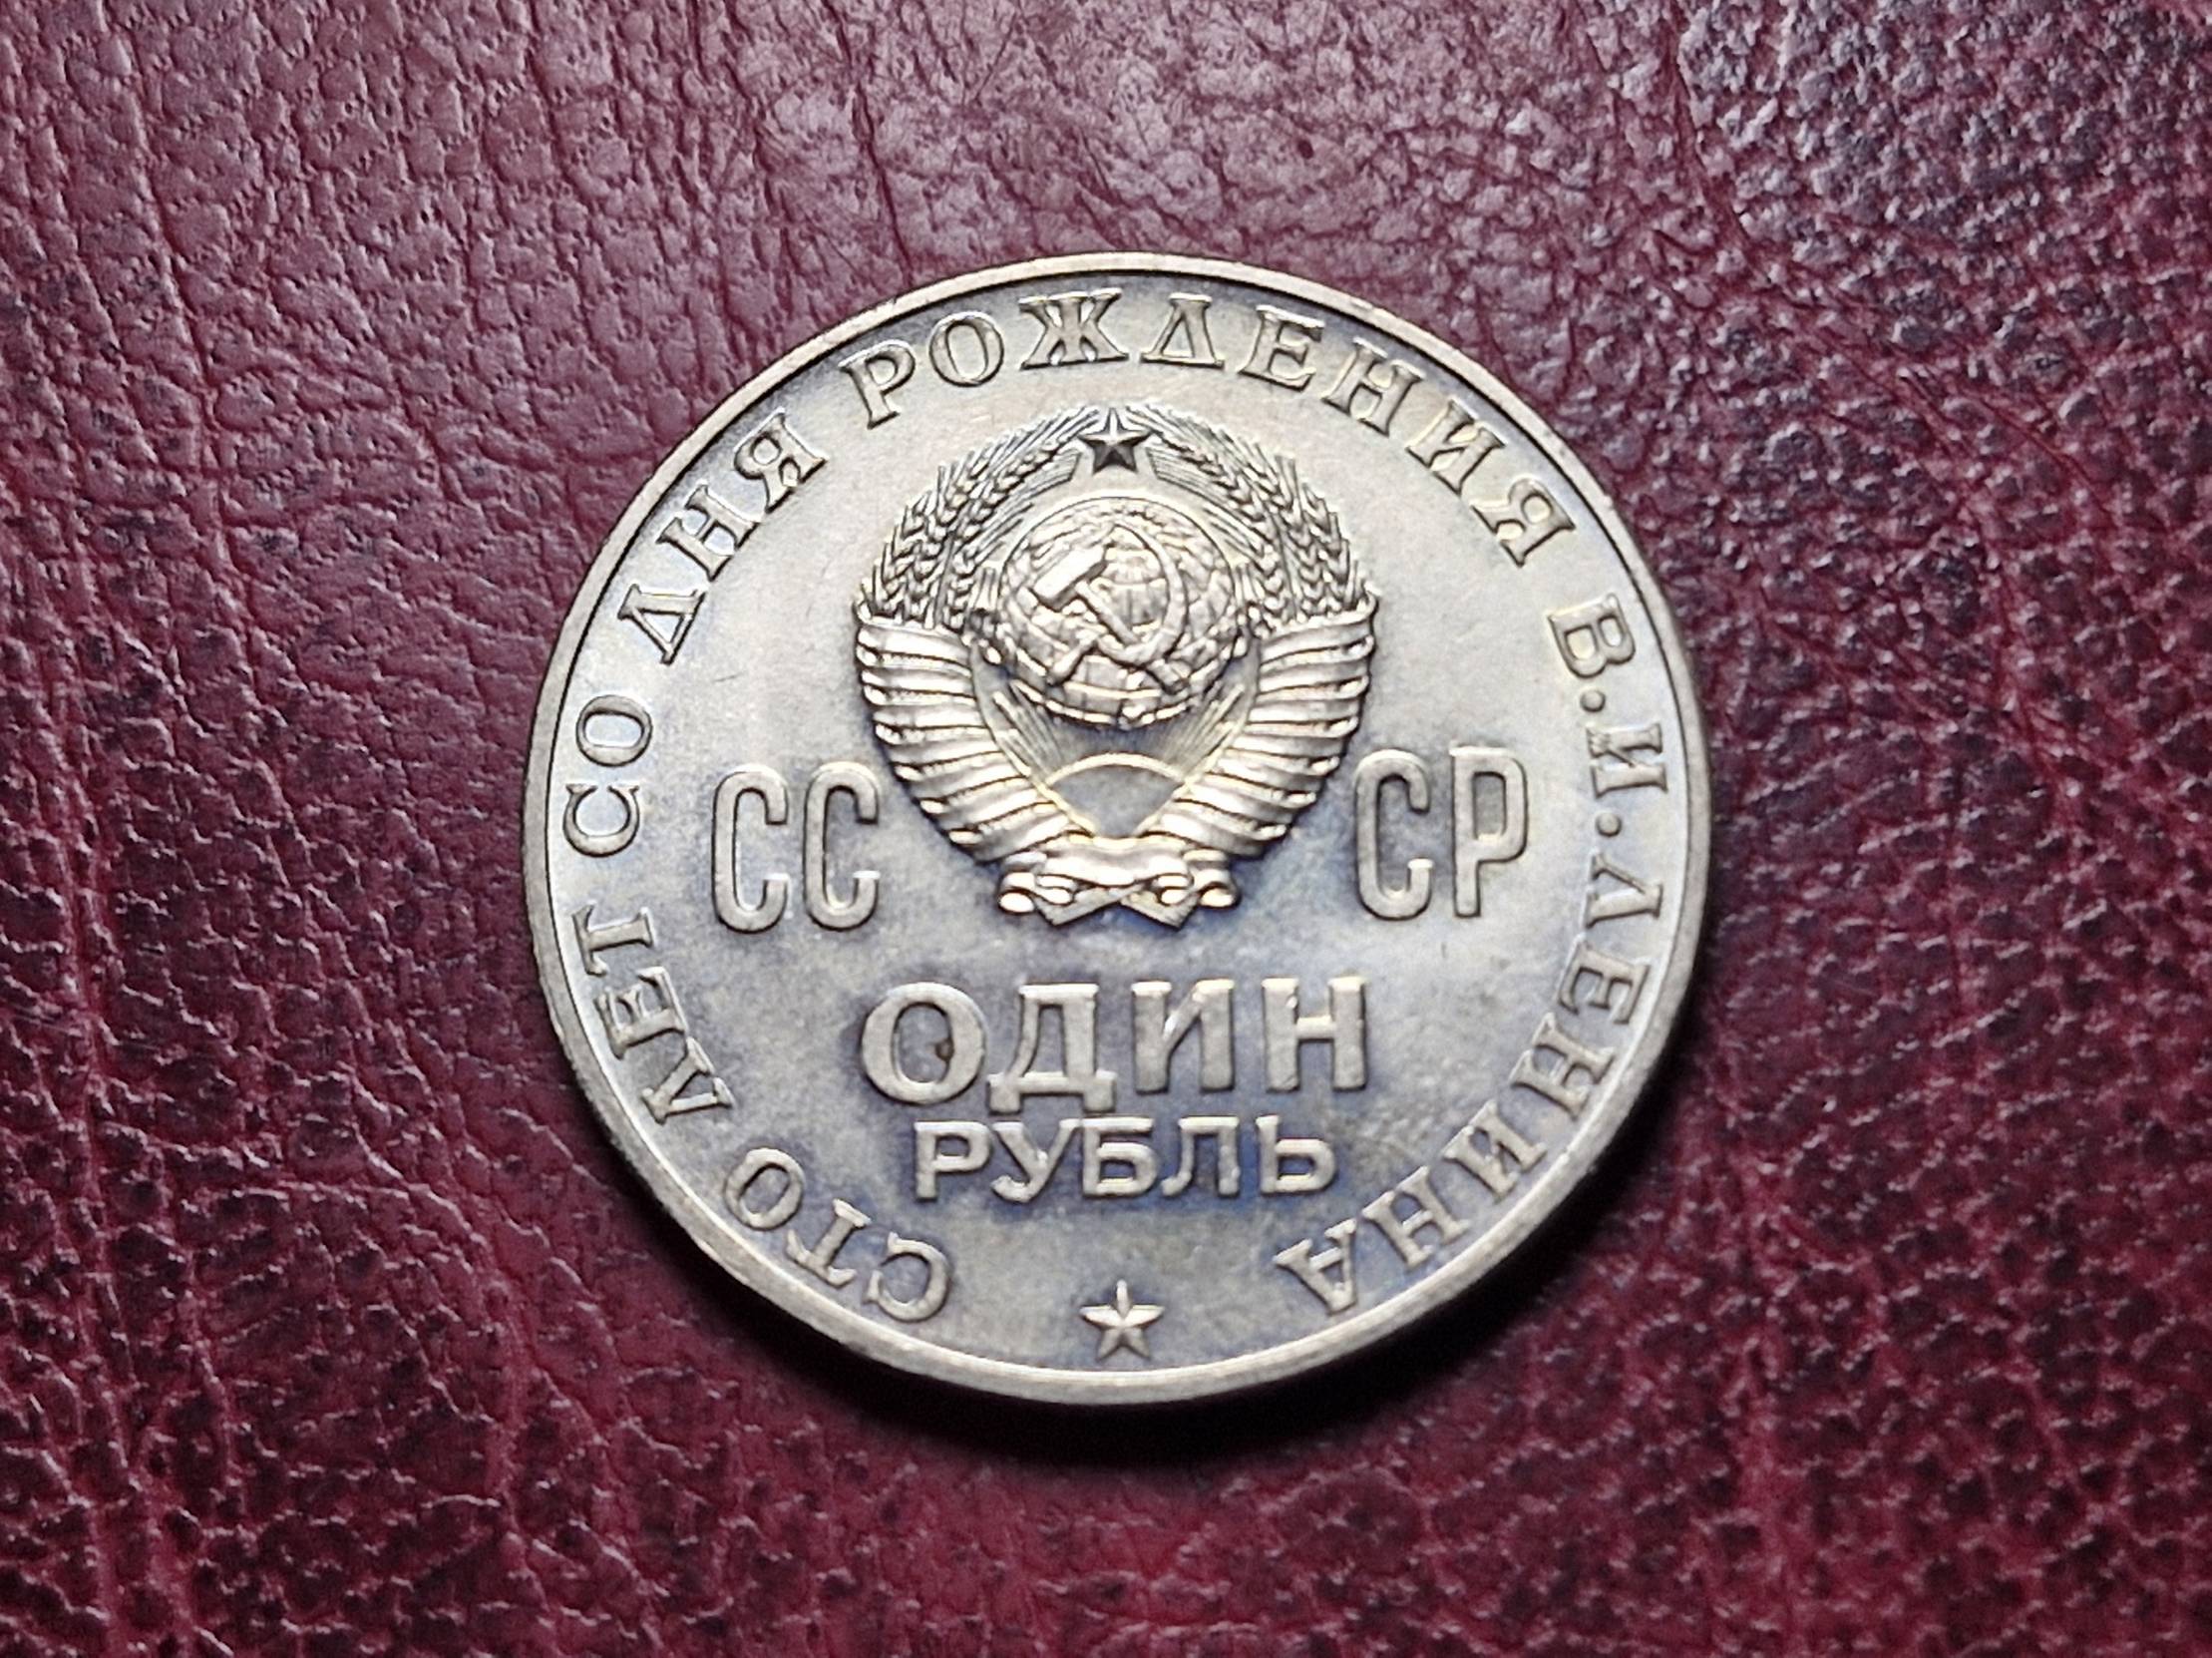 СТО ЛЕТ СО ДНЯ РОЖДЕНИЯ В.И.ЛЕНИНА
СС СР
ОДИН
РУБЛЬ